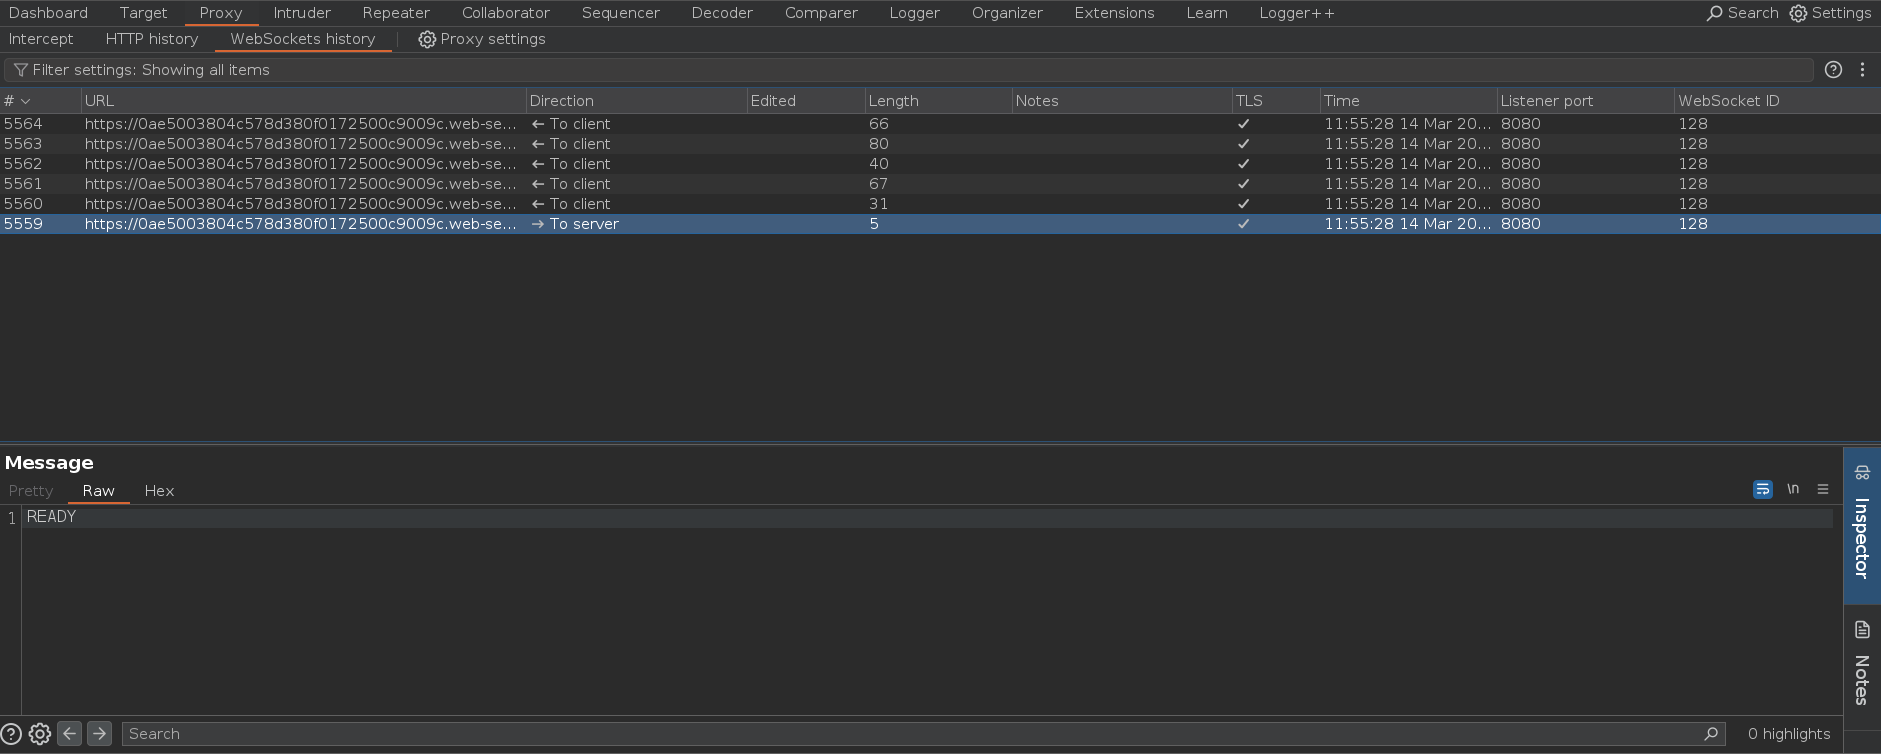 Dashboard Target Proxy Intruder Repeater Collaborator Sequencer Decoder Comparer Logger Organizer Extensions Learn Logger++ Search Settings
Intercept HTTP history WebSockets history Proxy settings
Filter settings: Showing all items
# URL Direction Edited Length Notes TLS Time Listener port WebSocket ID
5564 https://0ae5003804c578d380f0172500c9009c.web-se... ← To client 66 ✓ 11:55:28 14 Mar 20... 8080 128
5563 https://0ae5003804c578d380f0172500c9009c.web-se... ← To client 80 ✓ 11:55:28 14 Mar 20... 8080 128
5562 https://0ae5003804c578d380f0172500c9009c.web-se... ← To client 40 ✓ 11:55:28 14 Mar 20... 8080 128
5561 https://0ae5003804c578d380f0172500c9009c.web-se... ← To client 67 ✓ 11:55:28 14 Mar 20... 8080 128
5560 https://0ae5003804c578d380f0172500c9009c.web-se... ← To client 31 ✓ 11:55:28 14 Mar 20... 8080 128
5559 https://0ae5003804c578d380f0172500c9009c.web-se... → To server 5 ✓ 11:55:28 14 Mar 20... 8080 128
Message
Pretty Raw Hex \n
1 READY
Inspector
Notes
Search 0 highlights